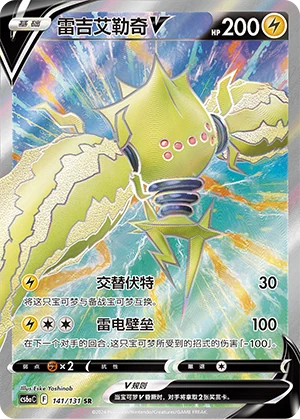 基础 雷吉艾勒奇V HP 200
交替伏特 30
将这只宝可梦与备战宝可梦互换。
雷电壁垒 100
在下一个对手的回合,这只宝可梦所受到的招式的伤害「-100」。
弱点 ×2 抵抗力 撤退
Illus. Eske Yoshinob
V规则
CS6aC F 141/131 SR
当宝可梦V昏厥时,对手将拿取2张奖赏卡。